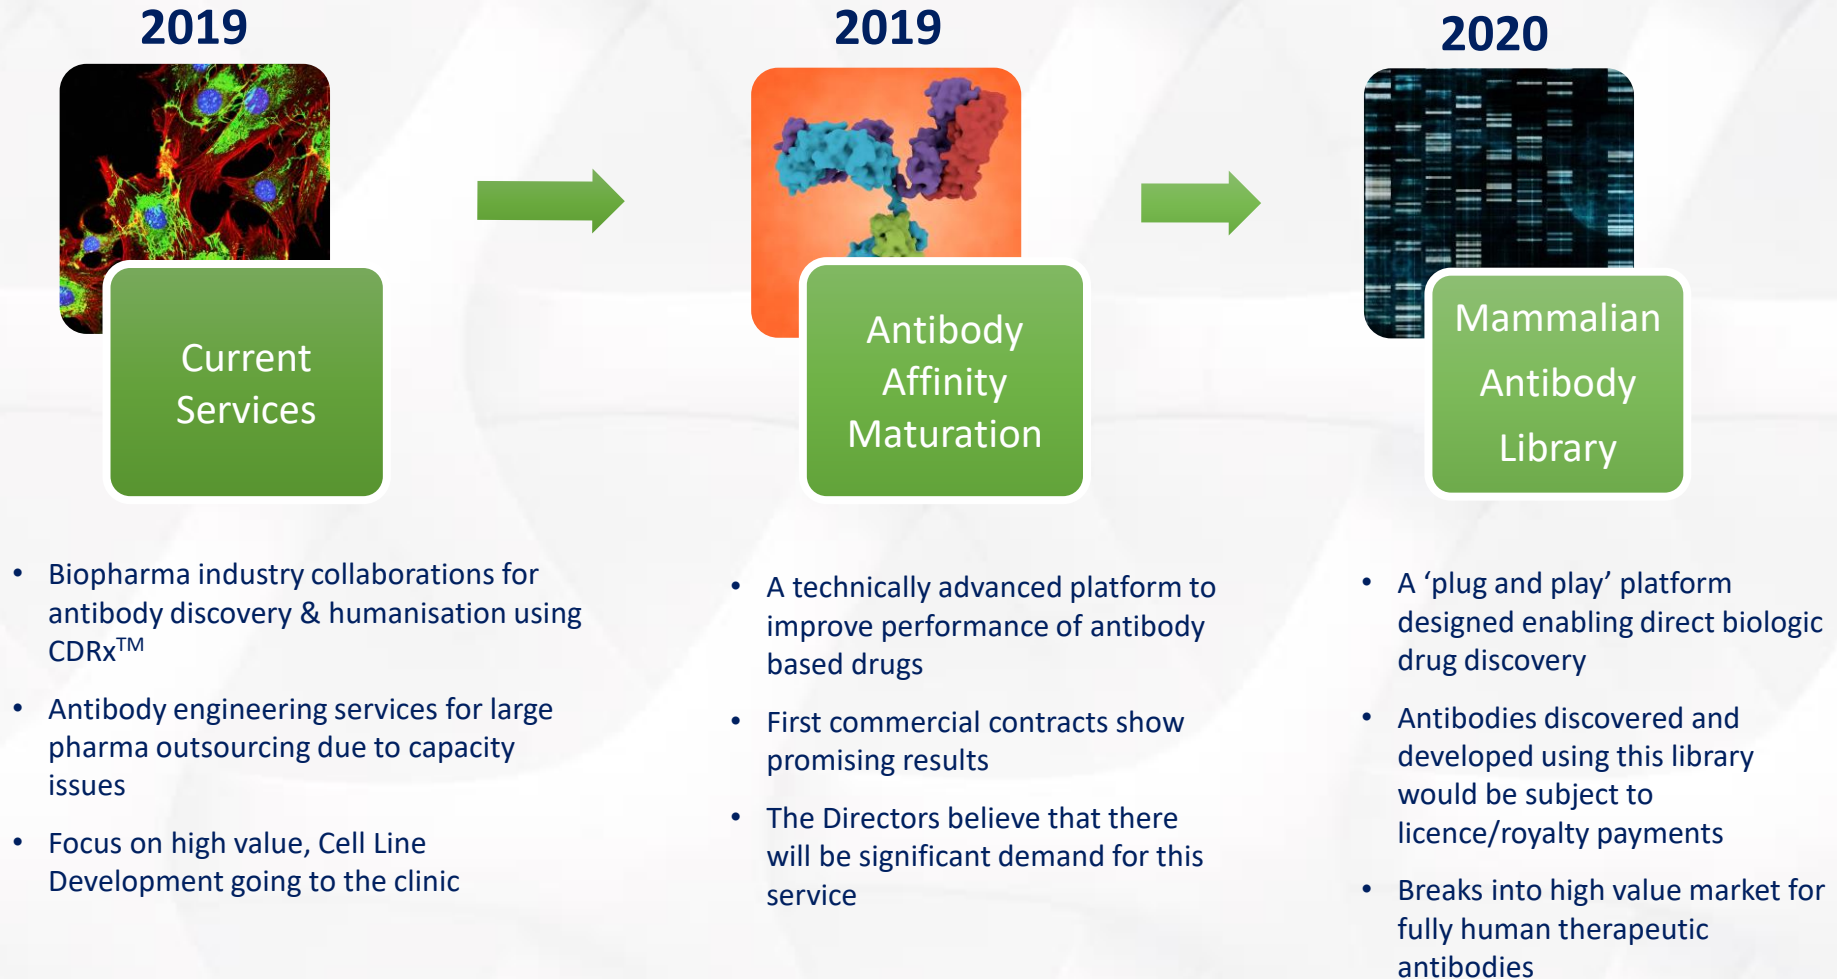 2019
Current
Services
• Biopharma industry collaborations for
antibody discovery & humanisation using
CDRx™
• Antibody engineering services for large
pharma outsourcing due to capacity
issues
• Focus on high value, Cell Line
Development going to the clinic
2019
Antibody
Affinity
Maturation
• A technically advanced platform to
improve performance of antibody
based drugs
• First commercial contracts show
promising results
• The Directors believe that there
will be significant demand for this
service
2020
Mammalian
Antibody
Library
• A ‘plug and play’ platform
designed enabling direct biologic
drug discovery
• Antibodies discovered and
developed using this library
would be subject to
licence/royalty payments
• Breaks into high value market for
fully human therapeutic
antibodies